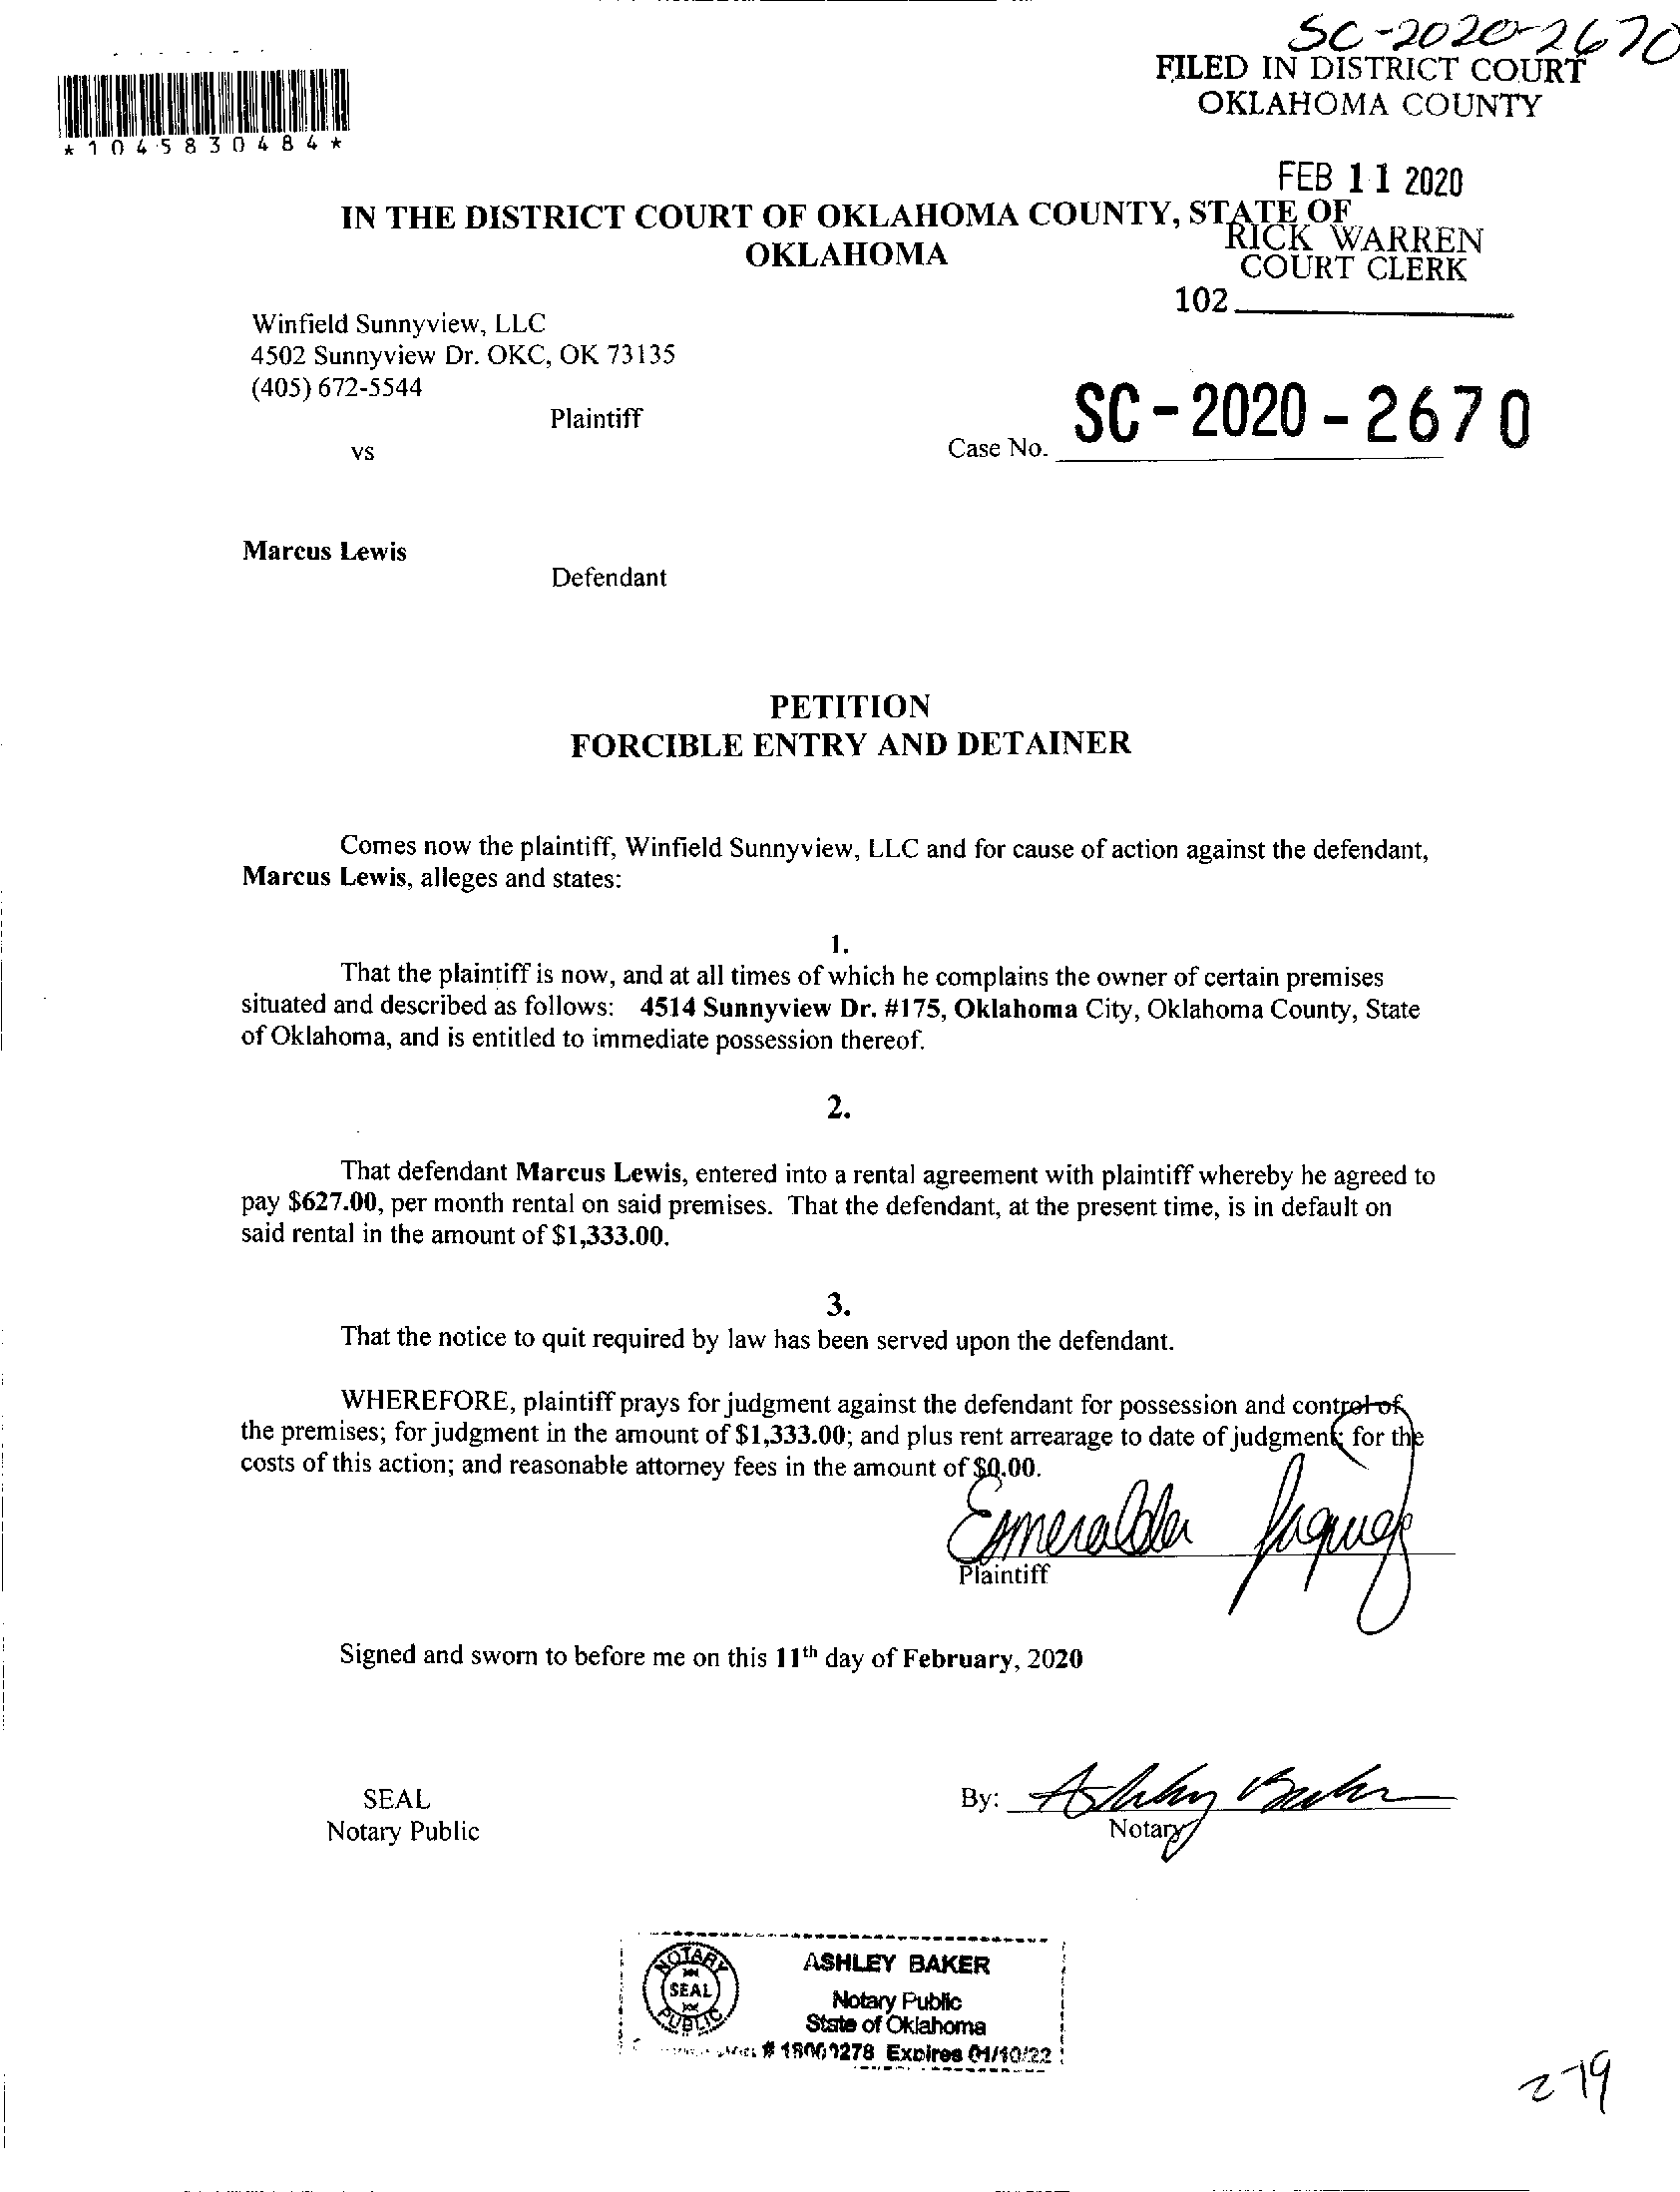 SC-2020-2670
FILED IN DISTRICT COURT
OKLAHOMA COUNTY
*1045830484*
FEB 11 2020
IN THE DISTRICT COURT OF OKLAHOMA COUNTY, STATE OF
OKLAHOMA
RICK WARREN
COURT CLERK
102
Winfield Sunnyview, LLC
4502 Sunnyview Dr. OKC, OK 73135
(405) 672-5544
Plaintiff
vs
Case No. SC-2020-2670
Marcus Lewis
Defendant
PETITION
FORCIBLE ENTRY AND DETAINER
Comes now the plaintiff, Winfield Sunnyview, LLC and for cause of action against the defendant,
Marcus Lewis, alleges and states:
1.
That the plaintiff is now, and at all times of which he complains the owner of certain premises
situated and described as follows: 4514 Sunnyview Dr. #175, Oklahoma City, Oklahoma County, State
of Oklahoma, and is entitled to immediate possession thereof.
2.
That defendant Marcus Lewis, entered into a rental agreement with plaintiff whereby he agreed to
pay $627.00, per month rental on said premises. That the defendant, at the present time, is in default on
said rental in the amount of $1,333.00.
3.
That the notice to quit required by law has been served upon the defendant.
WHEREFORE, plaintiff prays for judgment against the defendant for possession and control of
the premises; for judgment in the amount of $1,333.00; and plus rent arrearage to date of judgment; for the
costs of this action; and reasonable attorney fees in the amount of $0.00.
Esmeralda
Plaintiff
Signed and sworn to before me on this 11th day of February, 2020
SEAL
Notary Public
By: Ashley Baker
Notary
NOTARY
SEAL
PUBLIC
ASHLEY BAKER
Notary Public
State of Oklahoma
Expires 01/10/22
279